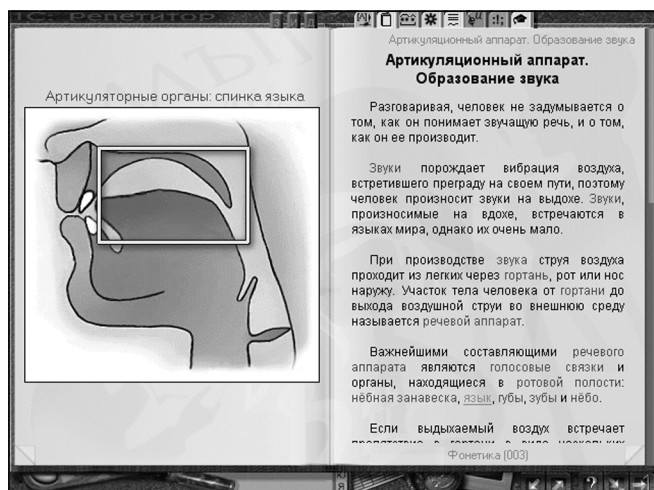 1С: Репетитор
Артикуляционный аппарат. Образование звука
Артикуляторные органы: спинка языка
Артикуляционный аппарат.
Образование звука
Разговаривая, человек не задумывается о
том, как он понимает звучащую речь, и о том,
как он ее производит.
Звуки порождает вибрация воздуха,
встретившего преграду на своем пути, поэтому
человек произносит звуки на выдохе. Звуки,
произносимые на вдохе, встречаются в
языках мира, однако их очень мало.
При производстве звука струя воздуха
проходит из легких через гортань, рот или нос
наружу. Участок тела человека от гортани до
выхода воздушной струи во внешнюю среду
называется речевой аппарат.
Важнейшими составляющими речевого
аппарата являются голосовые связки и
органы, находящиеся в ротовой полости:
нёбная занавеска, язык, губы, зубы и нёбо.
Если выдыхаемый воздух встречает
препятствие в гортани в виде нескольких
Фонетика (003)